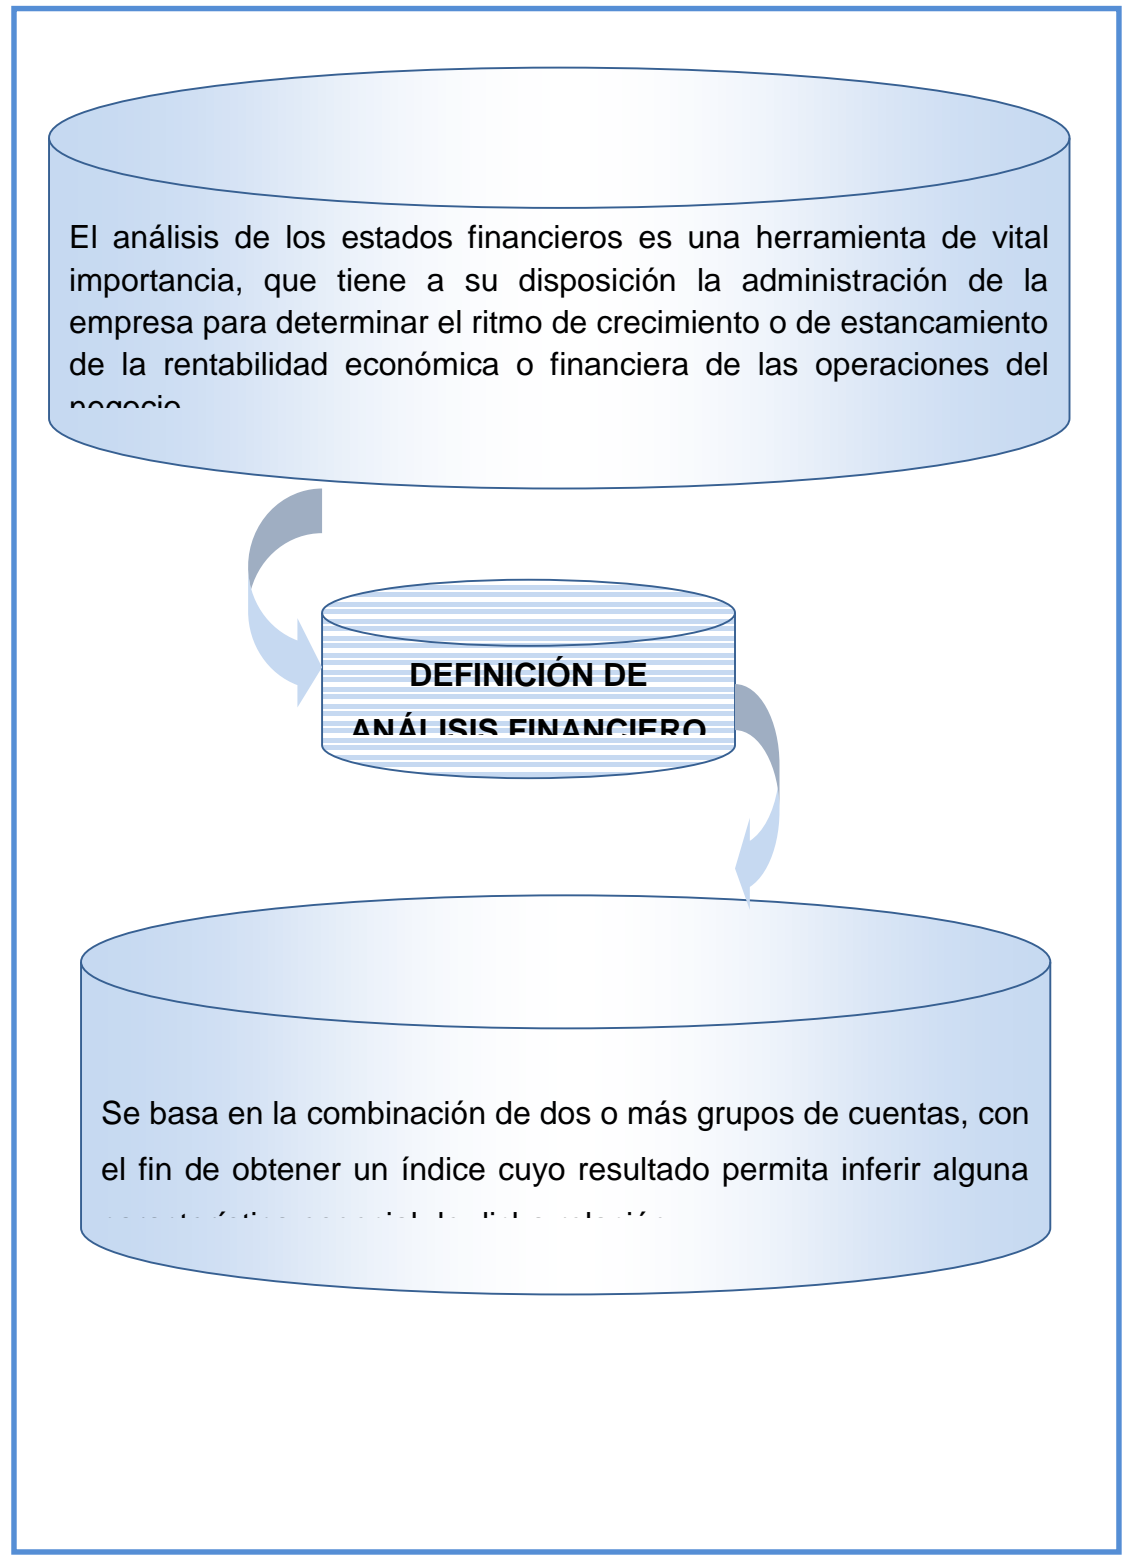 El análisis de los estados financieros es una herramienta de vital
importancia, que tiene a su disposición la administración de la
empresa para determinar el ritmo de crecimiento o de estancamiento
de la rentabilidad económica o financiera de las operaciones del
negocio
DEFINICIÓN DE
ANÁLISIS FINANCIERO
Se basa en la combinación de dos o más grupos de cuentas, con
el fin de obtener un índice cuyo resultado permita inferir alguna